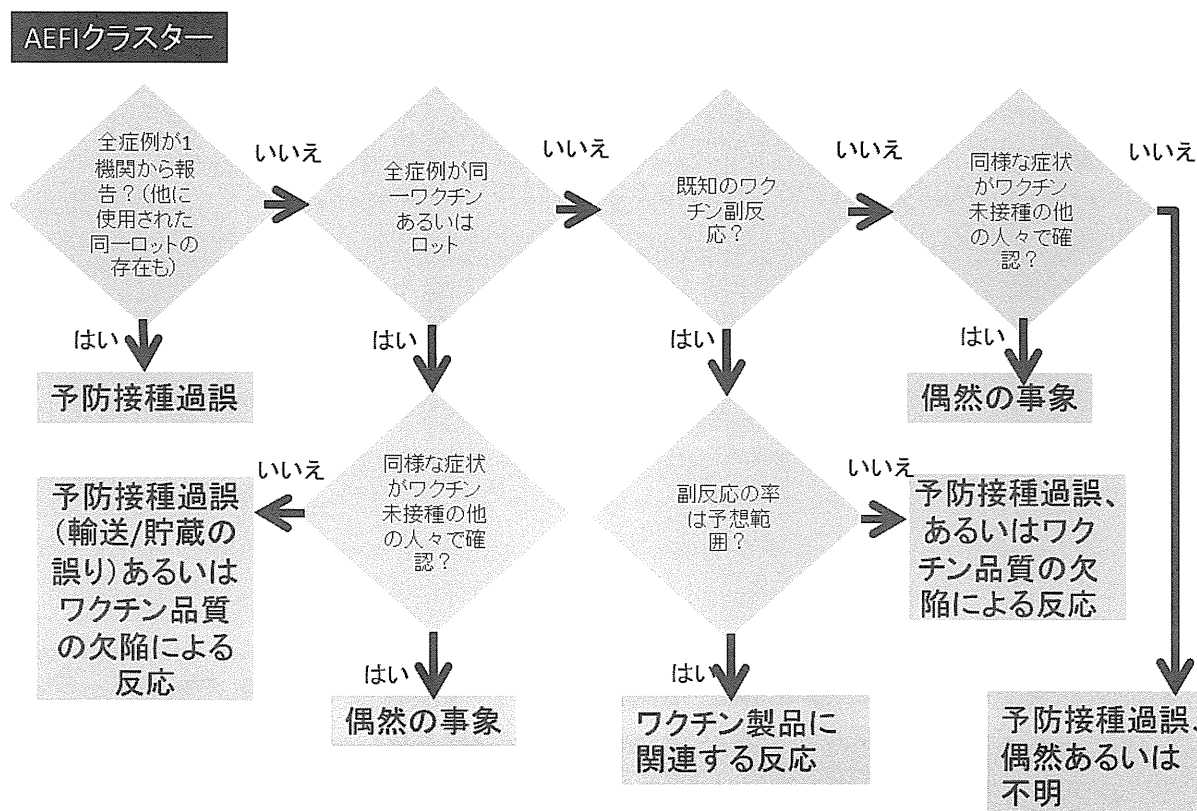 AEFIクラスター
全症例が1
機関から報
告？(他に
使用された
同一ロットの
存在も)
いいえ
はい
予防接種過誤
全症例が同
一ワクチン
あるいは
ロット
いいえ
はい
既知のワク
チン副反
応？
いいえ
はい
同様な症状
がワクチン
未接種の他
の人々で確
認？
いいえ
はい
偶然の事象
同様な症状
がワクチン
未接種の他
の人々で確
認？
いいえ
予防接種過誤
(輸送/貯蔵の
誤り)あるいは
ワクチン品質
の欠陥による
反応
はい
偶然の事象
副反応の率
は予想範
囲？
いいえ
予防接種過誤、
あるいはワク
チン品質の欠
陥による反応
はい
ワクチン製品に
関連する反応
予防接種過誤、
偶然あるいは
不明